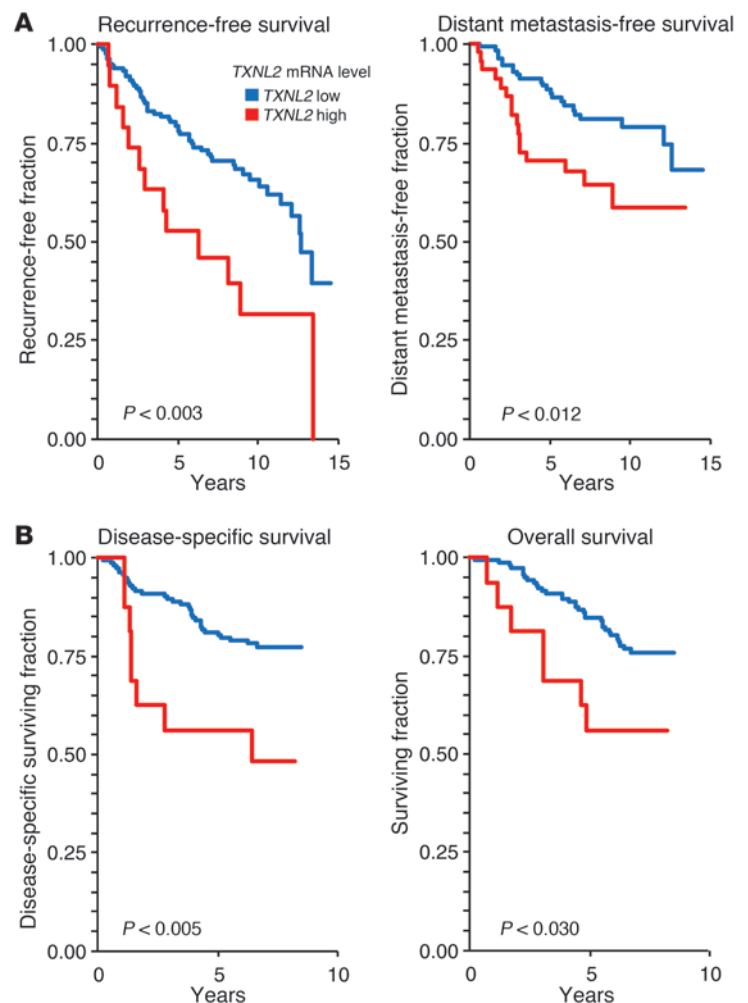 A
Recurrence-free survival
Distant metastasis-free survival
TXNL2 mRNA level
TXNL2 low
TXNL2 high
Recurrence-free fraction
1.00
0.75
0.50
0.25
0.00
P < 0.003
0
5
10
15
Years
Distant metastasis-free fraction
1.00
0.75
0.50
0.25
0.00
P < 0.012
0
5
10
15
Years
B
Disease-specific survival
Overall survival
Disease-specific surviving fraction
1.00
0.75
0.50
0.25
0.00
P < 0.005
0
5
10
Years
Surviving fraction
1.00
0.75
0.50
0.25
0.00
P < 0.030
0
5
10
Years